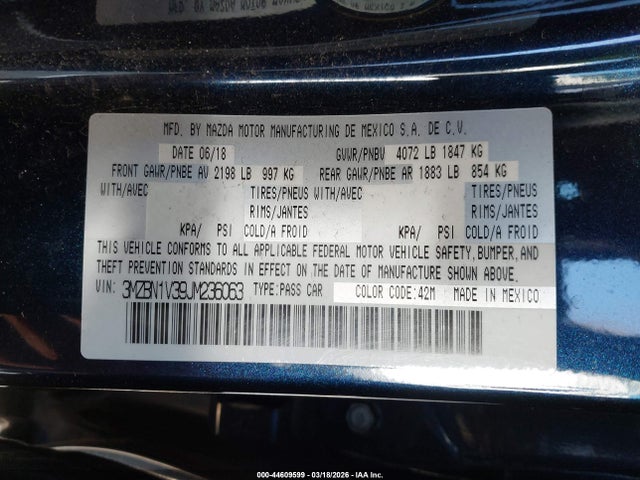 MFD. BY MAZDA MOTOR MANUFACTURING DE MEXICO S.A. DE C.V.
DATE 06/18 GVWR/PNBV 4072 LB 1847 KG
FRONT GAWR/PNBE AV 2198 LB 997 KG REAR GAWR/PNBE AR 1883 LB 854 KG
WITH/AVEC TIRES/PNEUS WITH/AVEC TIRES/PNEUS
RIMS/JANTES RIMS/JANTES
KPA/ PSI COLD/A FROID KPA/ PSI COLD/A FROID
THIS VEHICLE CONFORMS TO ALL APPLICABLE FEDERAL MOTOR VEHICLE SAFETY, BUMPER, AND
THEFT PREVENTION STANDARDS IN EFFECT ON THE DATE OF MANUFACTURE SHOWN ABOVE.
VIN: 3MZBN1V39JM236063 TYPE:PASS CAR COLOR CODE:42M MADE IN MEXICO
000-44609599 - 03/18/2026 - IAA Inc.